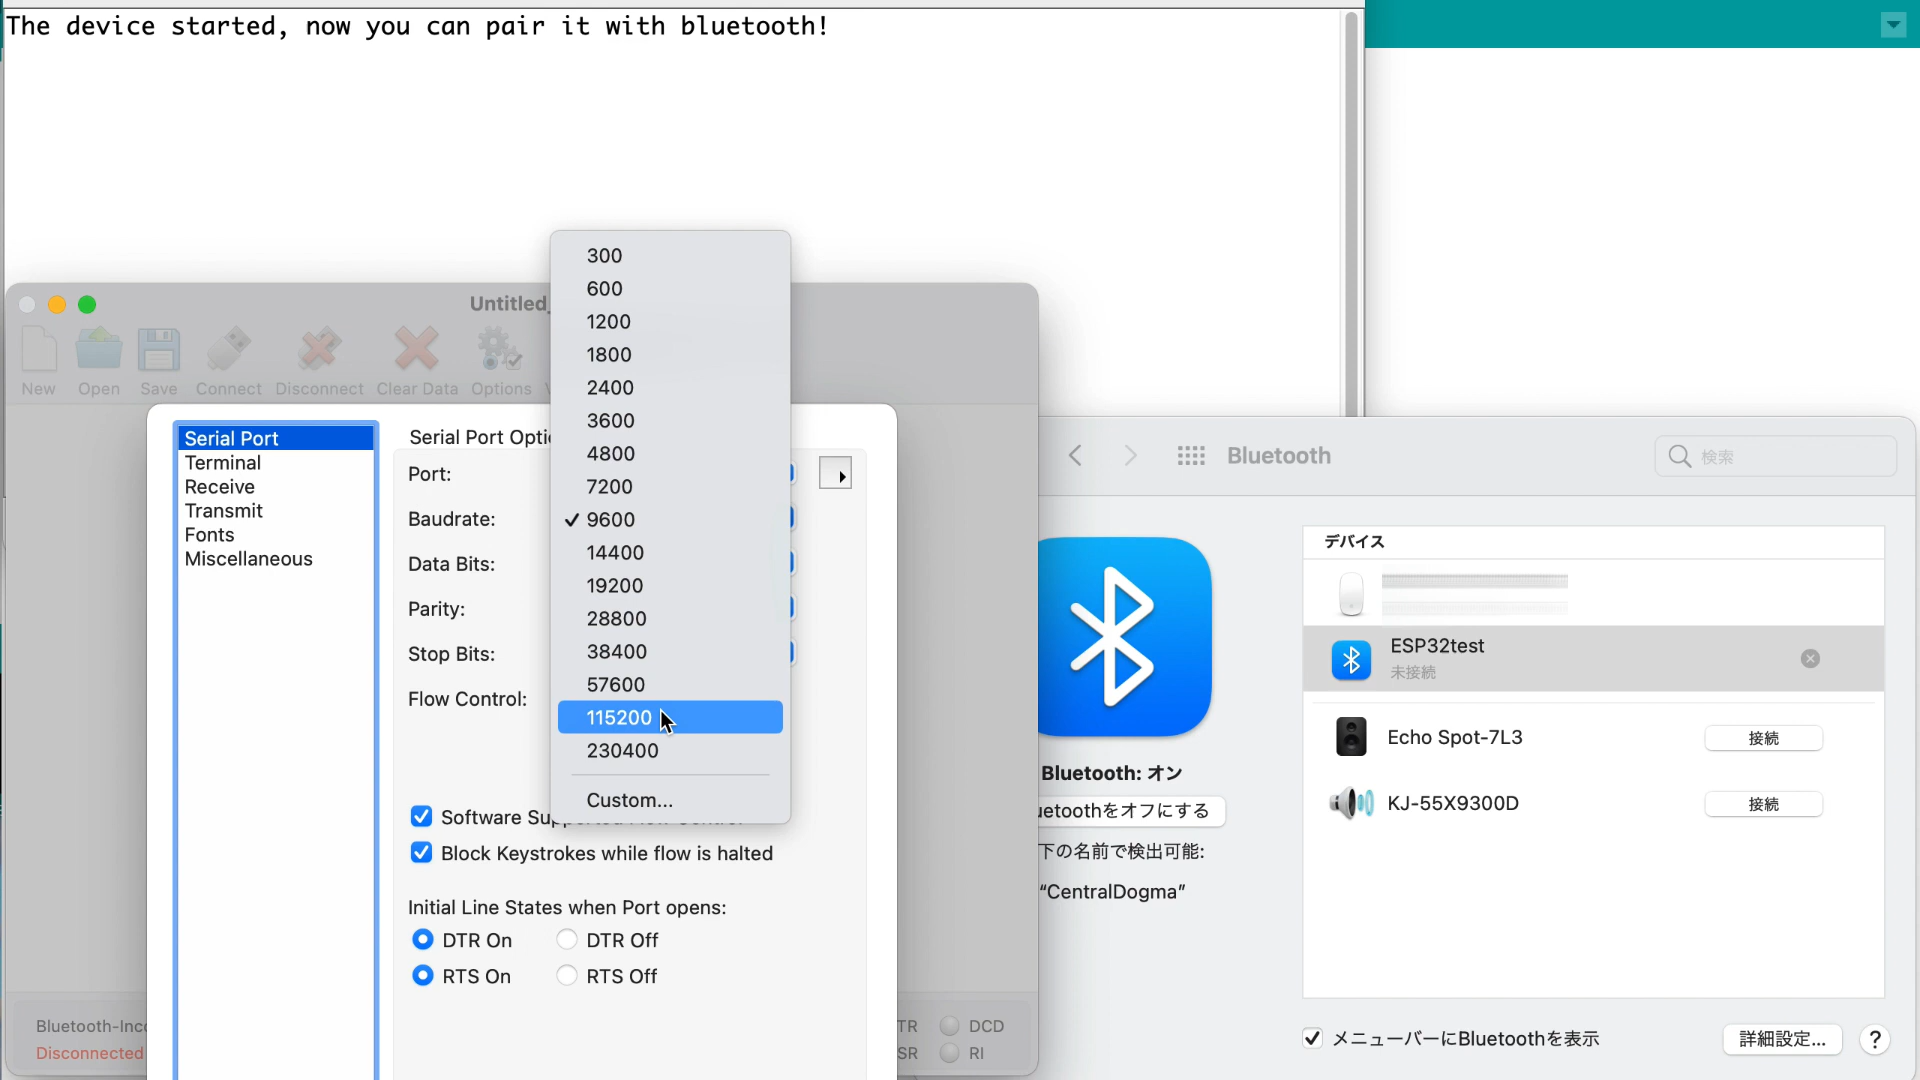 The device started, now you can pair it with bluetooth!
Untitled_
New
Open
Save
Connect
Disconnect
Clear Data
Options
300
600
1200
1800
2400
3600
4800
7200
✓ 9600
14400
19200
28800
38400
57600
115200
230400
Custom...
Serial Port
Terminal
Receive
Transmit
Fonts
Miscellaneous
Serial Port Optio
Port:
Baudrate:
Data Bits:
Parity:
Stop Bits:
Flow Control:
Software Supported Flow Control
Block Keystrokes while flow is halted
Initial Line States when Port opens:
DTR On
DTR Off
RTS On
RTS Off
Bluetooth-Inc
Disconnected
TR
DCD
SR
RI
Bluetooth
検索
Bluetooth: オン
uetoothをオフにする
下の名前で検出可能:
“CentralDogma”
デバイス
ESP32test
未接続
Echo Spot-7L3
接続
KJ-55X9300D
接続
メニューバーにBluetoothを表示
詳細設定...
?